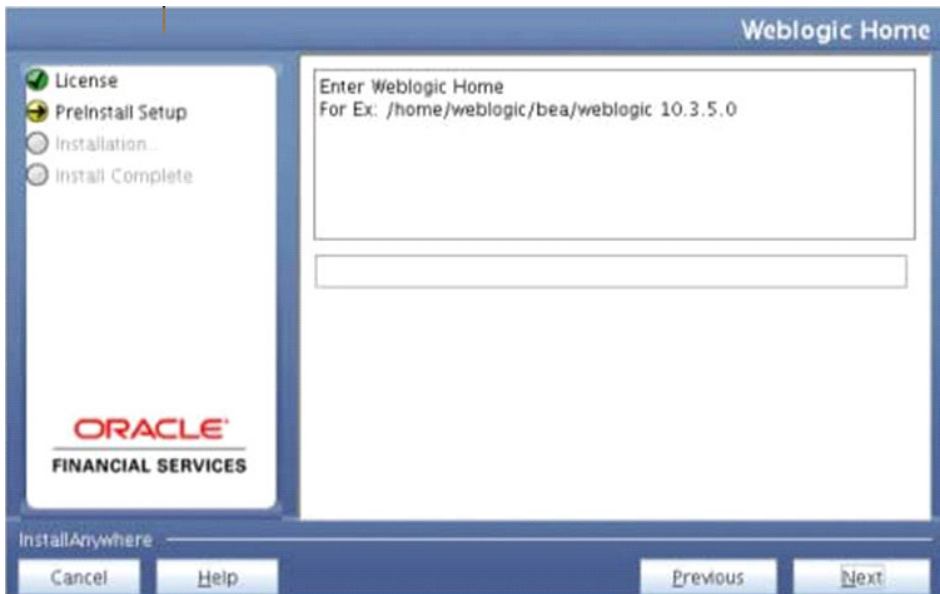 Weblogic Home
License
PreInstall Setup
Installation...
Install Complete
Enter Weblogic Home
For Ex: /home/weblogic/bea/weblogic 10.3.5.0
ORACLE
FINANCIAL SERVICES
InstallAnywhere
Cancel
Help
Previous
Next